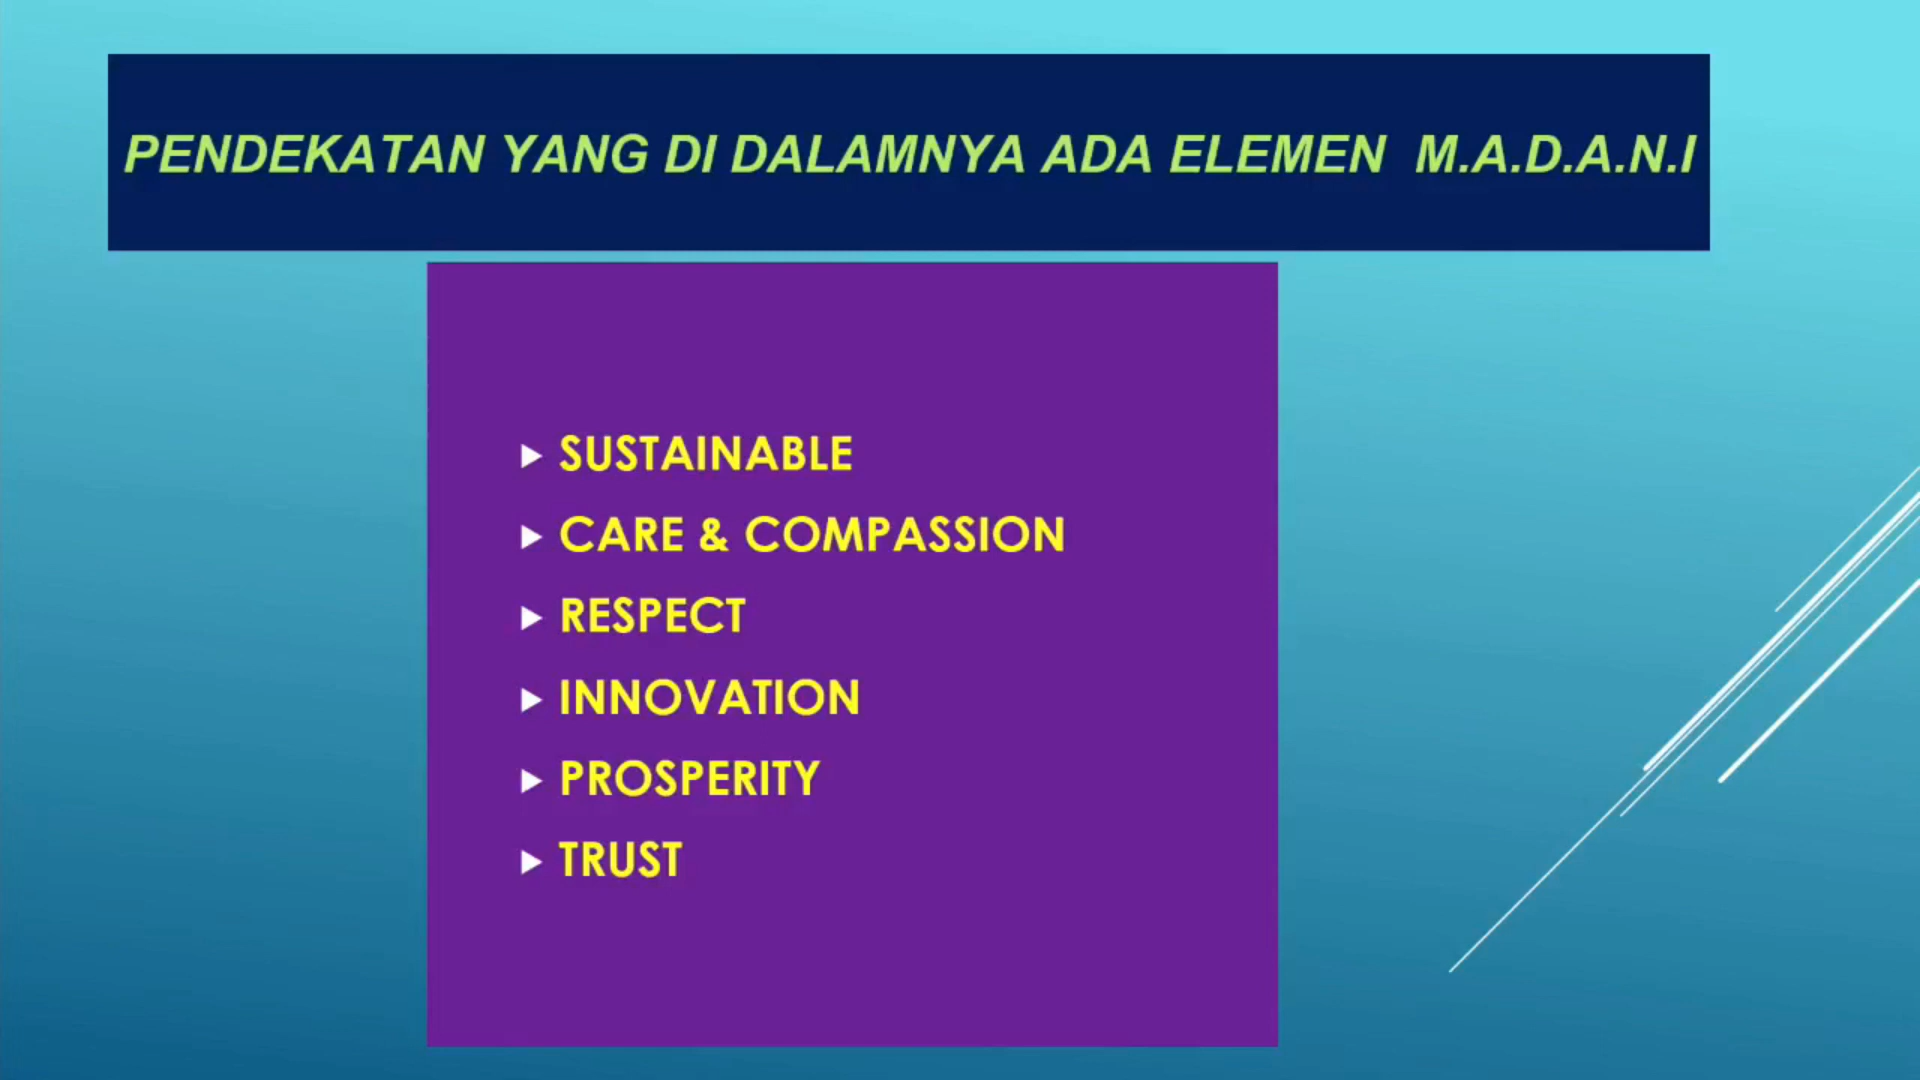 PENDEKATAN YANG DI DALAMNYA ADA ELEMEN M.A.D.A.N.I
SUSTAINABLE
CARE & COMPASSION
RESPECT
INNOVATION
PROSPERITY
TRUST